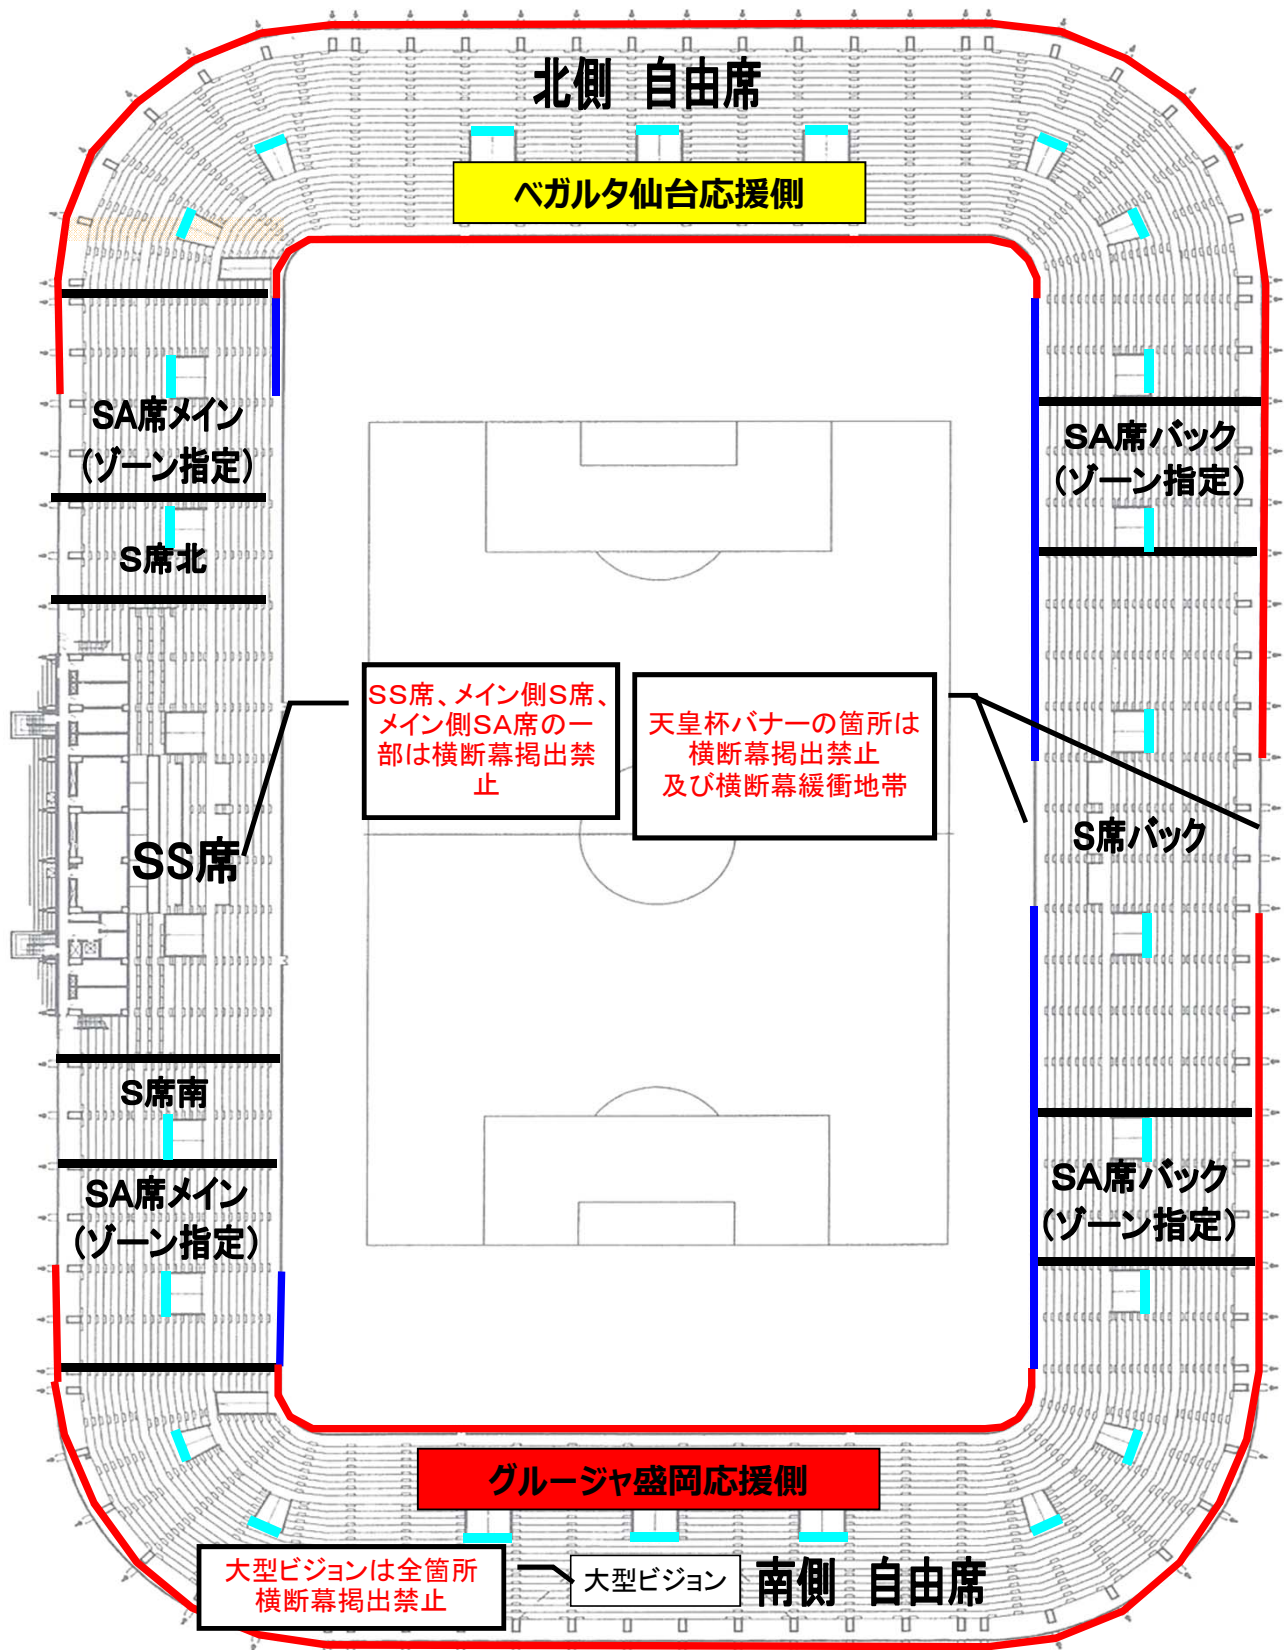 北側 自由席
ベガルタ仙台応援側
SA席メイン
(ゾーン指定)
SA席バック
(ゾーン指定)
S席北
SS席、メイン側S席、
メイン側SA席の一
部は横断幕掲出禁
止
天皇杯バナーの箇所は
横断幕掲出禁止
及び横断幕緩衝地帯
SS席
S席バック
S席南
SA席メイン
(ゾーン指定)
SA席バック
(ゾーン指定)
グルージャ盛岡応援側
大型ビジョンは全箇所
横断幕掲出禁止
大型ビジョン
南側 自由席